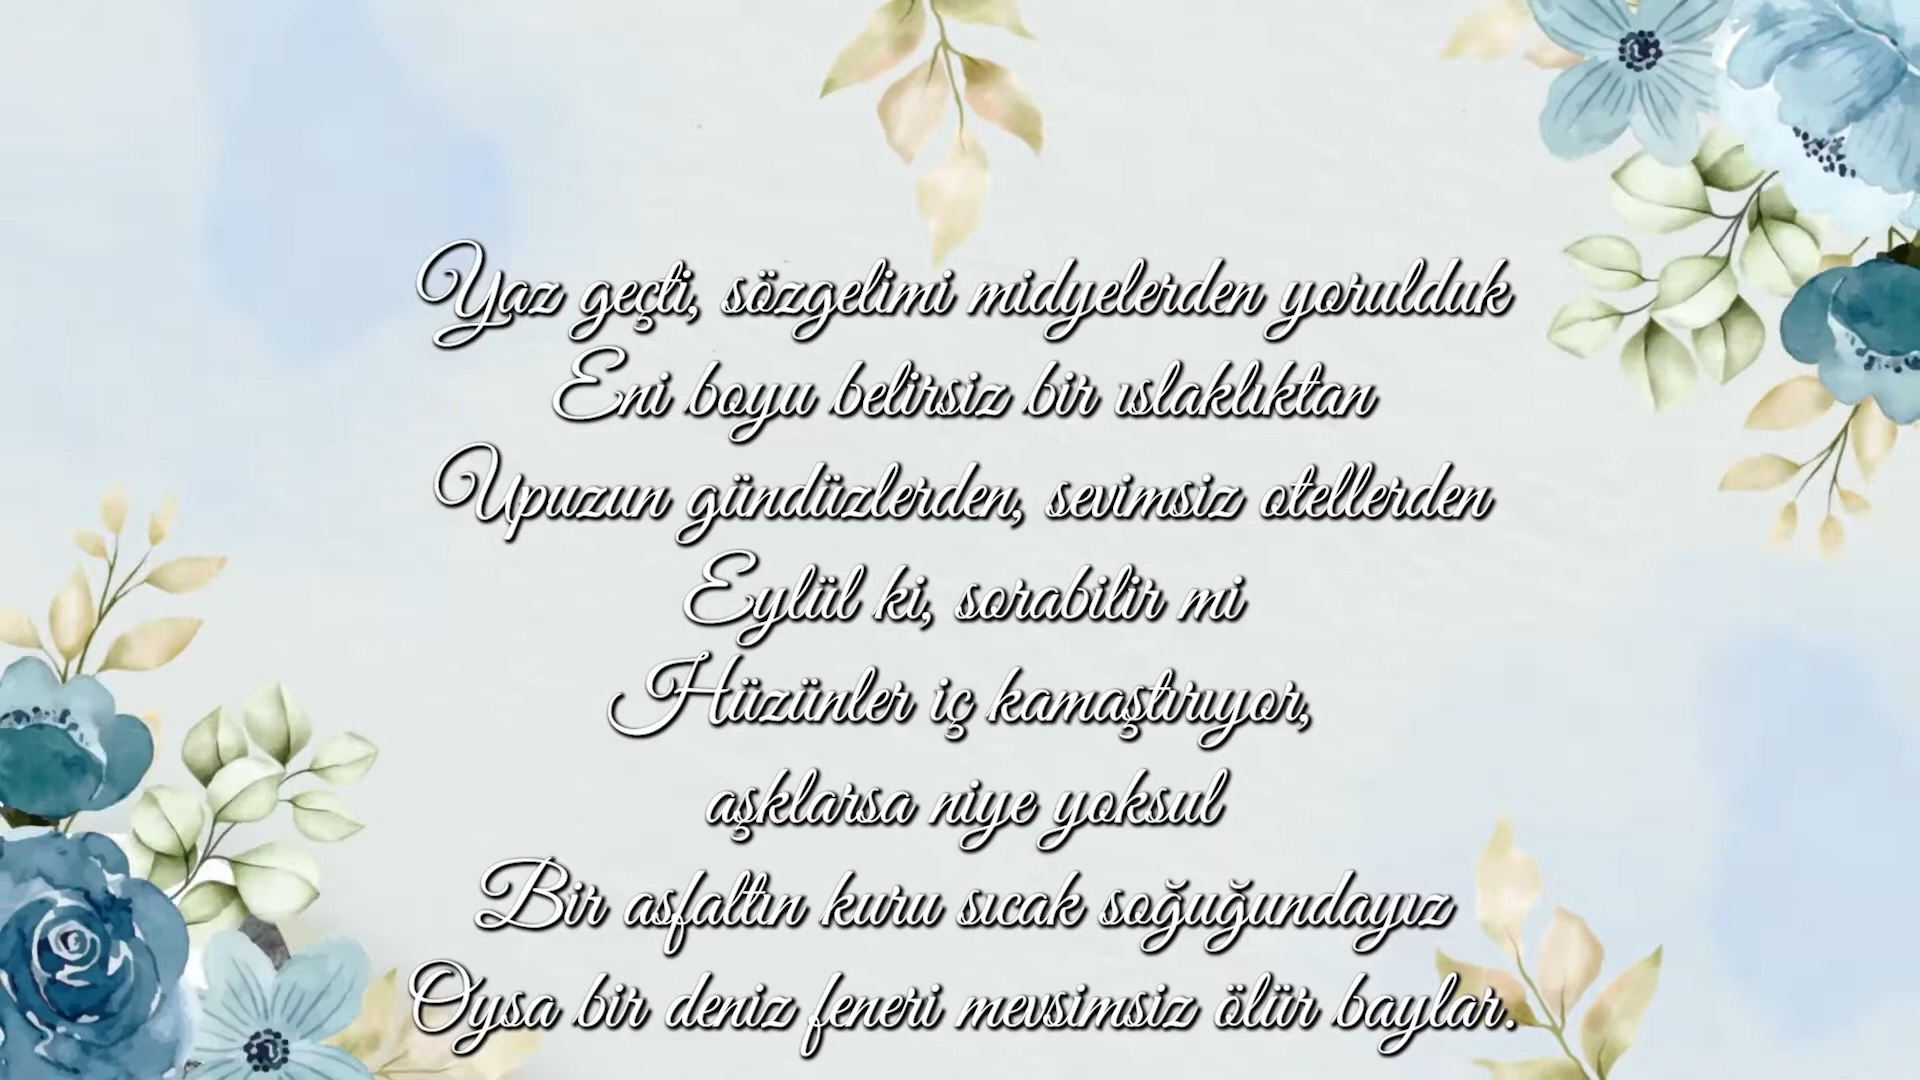 Yaz geçti, sözgelimi midyelerden yorulduk
Eni boyu belirsiz bir ıslaklıktan
Upuzun gündüzlerden, sevimsiz otellerden
Eylül ki, sorabilir mi
Hüzünler iç kamaştırıyor,
aşklarsa niye yoksul
Bir asfaltın kuru sıcak soğuğundayız
Oysa bir deniz feneri mevsimsiz ölür baylar.